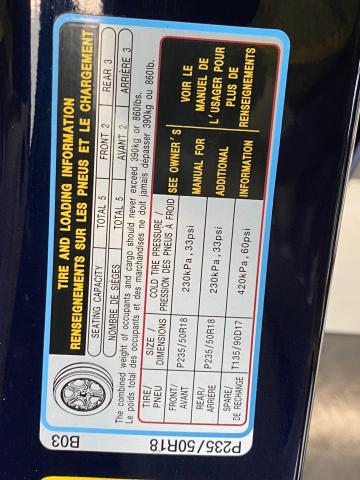 TIRE AND LOADING INFORMATION
RENSEIGNEMENTS SUR LES PNEUS ET LE CHARGEMENT
SEATING CAPACITY TOTAL 5 FRONT 2 REAR 3
NOMBRE DE SIÈGES TOTAL 5 AVANT 2 ARRIÈRE 3
The combined weight of occupants and cargo should never exceed 390kg or 860lbs.
Le poids total des occupants et des marchandises ne doit jamais dépasser 390kg ou 860lb.
TIRE/ SIZE / COLD TIRE PRESSURE / SEE OWNER'S VOIR LE
PNEU DIMENSIONS PRESSION DES PNEUS À FROID MANUAL FOR MANUEL DE
FRONT/ P235/50R18 230kPa,33psi ADDITIONAL L'USAGER POUR
AVANT INFORMATION PLUS DE
REAR/ P235/50R18 230kPa,33psi RENSEIGNEMENTS
ARRIÈRE
SPARE/ T135/90D17 420kPa,60psi
DE RECHANGE
B03 P235/50R18